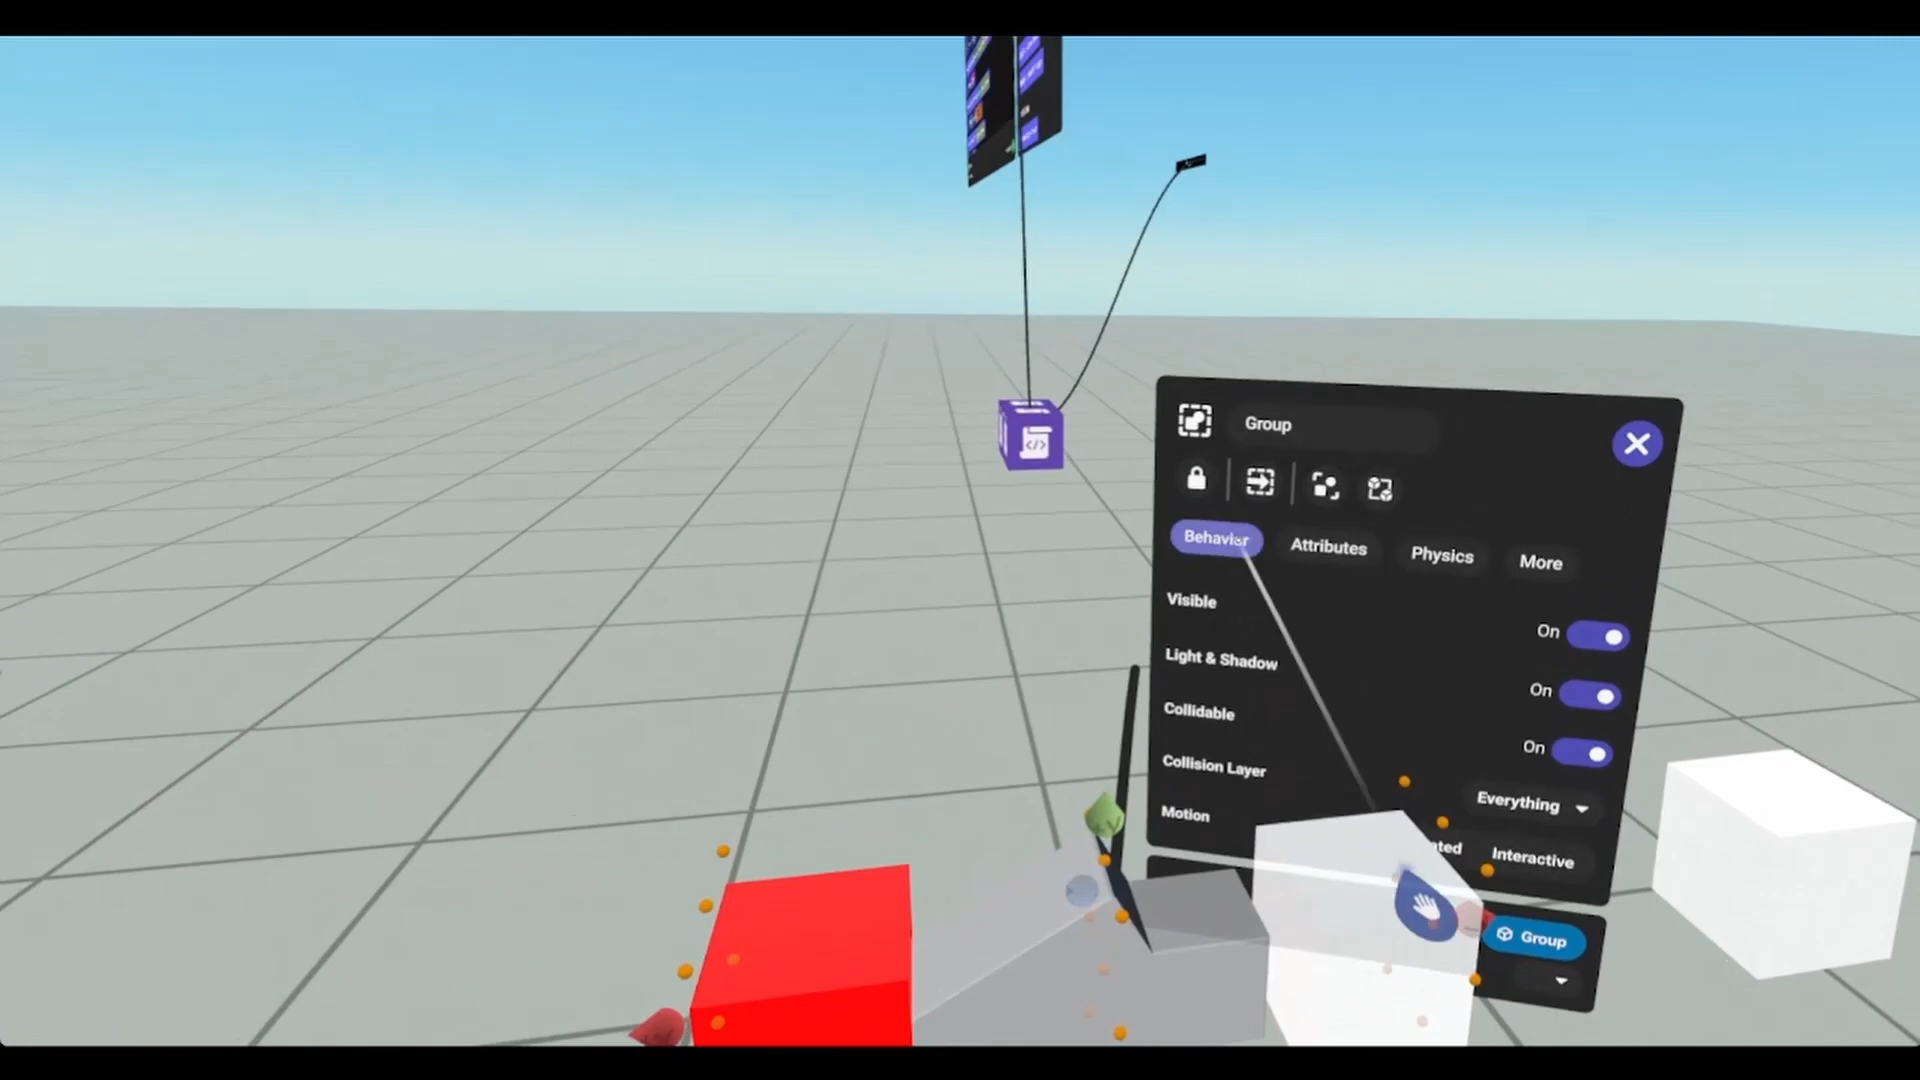 Group
Behavior Attributes Physics More
Visible On
Light & Shadow On
Collidable On
Collision Layer Everything
Motion Interactive
Group